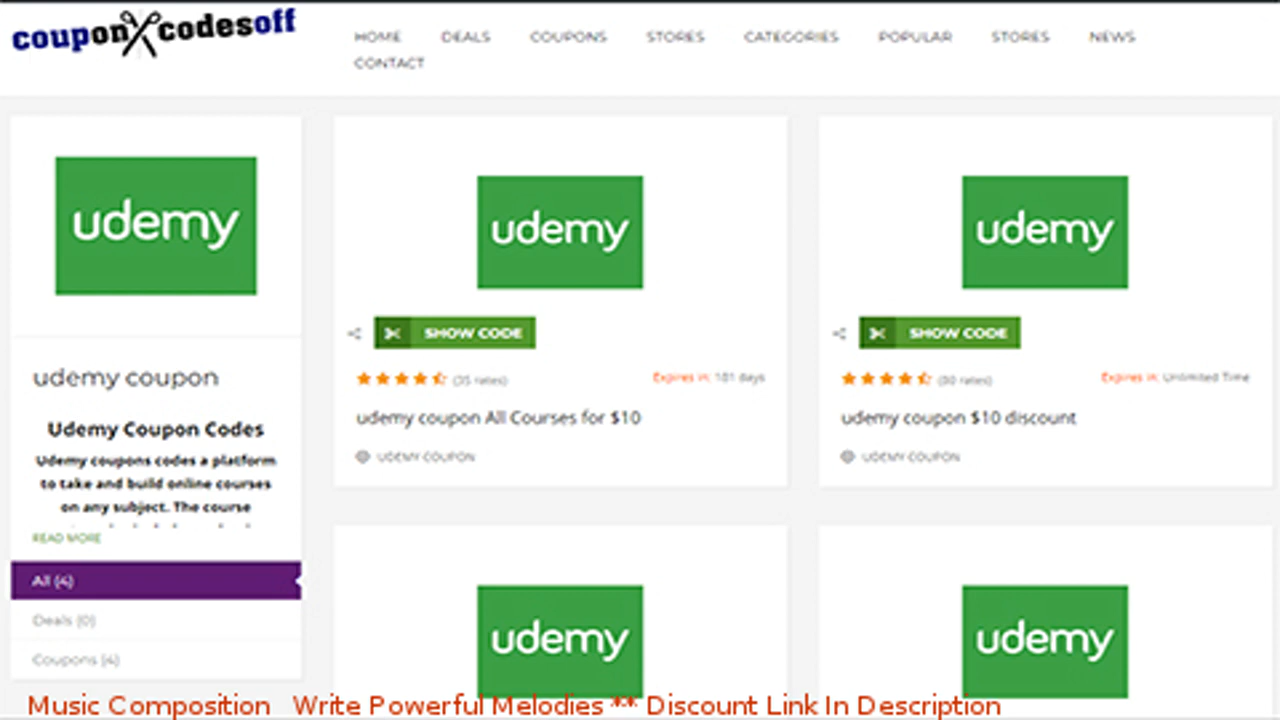 couponXcodesoff
HOME DEALS COUPONS STORES CATEGORIES POPULAR STORES NEWS
CONTACT
udemy
udemy coupon
Udemy Coupon Codes
Udemy coupons codes a platform
to take and build online courses
on any subject. The course
READ MORE
All (4)
Deals (0)
Coupons (4)
udemy
SHOW CODE
(35 rates) Expires in: 181 days
udemy coupon All Courses for $10
UDEMY COUPON
udemy
SHOW CODE
(80 rates) Expires in: Unlimited Time
udemy coupon $10 discount
UDEMY COUPON
udemy
udemy
Music Composition Write Powerful Melodies ** Discount Link In Description